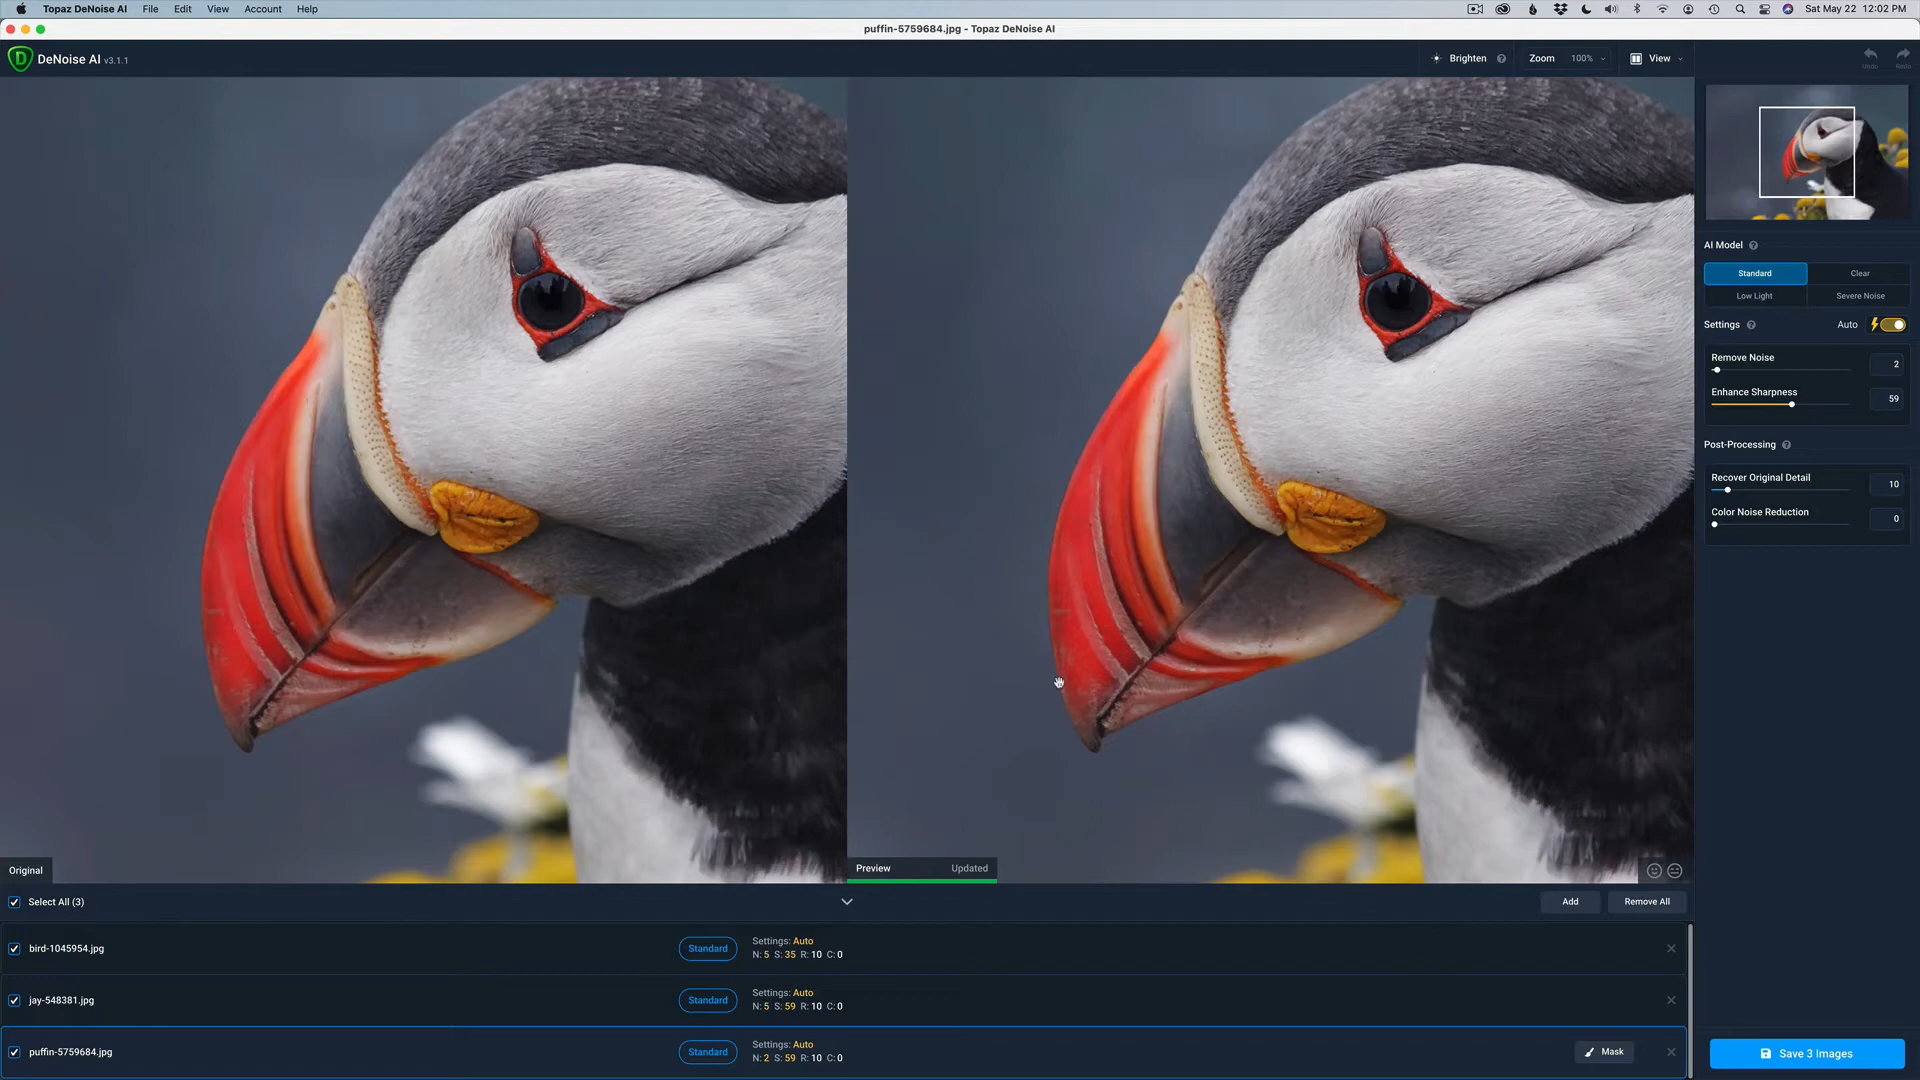 Topaz DeNoise AI File Edit View Account Help Sat May 22 12:02 PM
puffin-5759684.jpg - Topaz DeNoise AI
D DeNoise AI v3.1.1 Brighten ? Zoom 100% View
Undo Redo
AI Model ?
Standard Clear
Low Light Severe Noise
Settings ? Auto
Remove Noise 2
Enhance Sharpness 59
Post-Processing ?
Recover Original Detail 10
Color Noise Reduction 0
Original Preview Updated
Select All (3) Add Remove All
bird-1045954.jpg Standard Settings: Auto
N: 5 S: 35 R: 10 C: 0
jay-548381.jpg Standard Settings: Auto
N: 5 S: 59 R: 10 C: 0
puffin-5759684.jpg Standard Settings: Auto
N: 2 S: 59 R: 10 C: 0
Mask
Save 3 Images